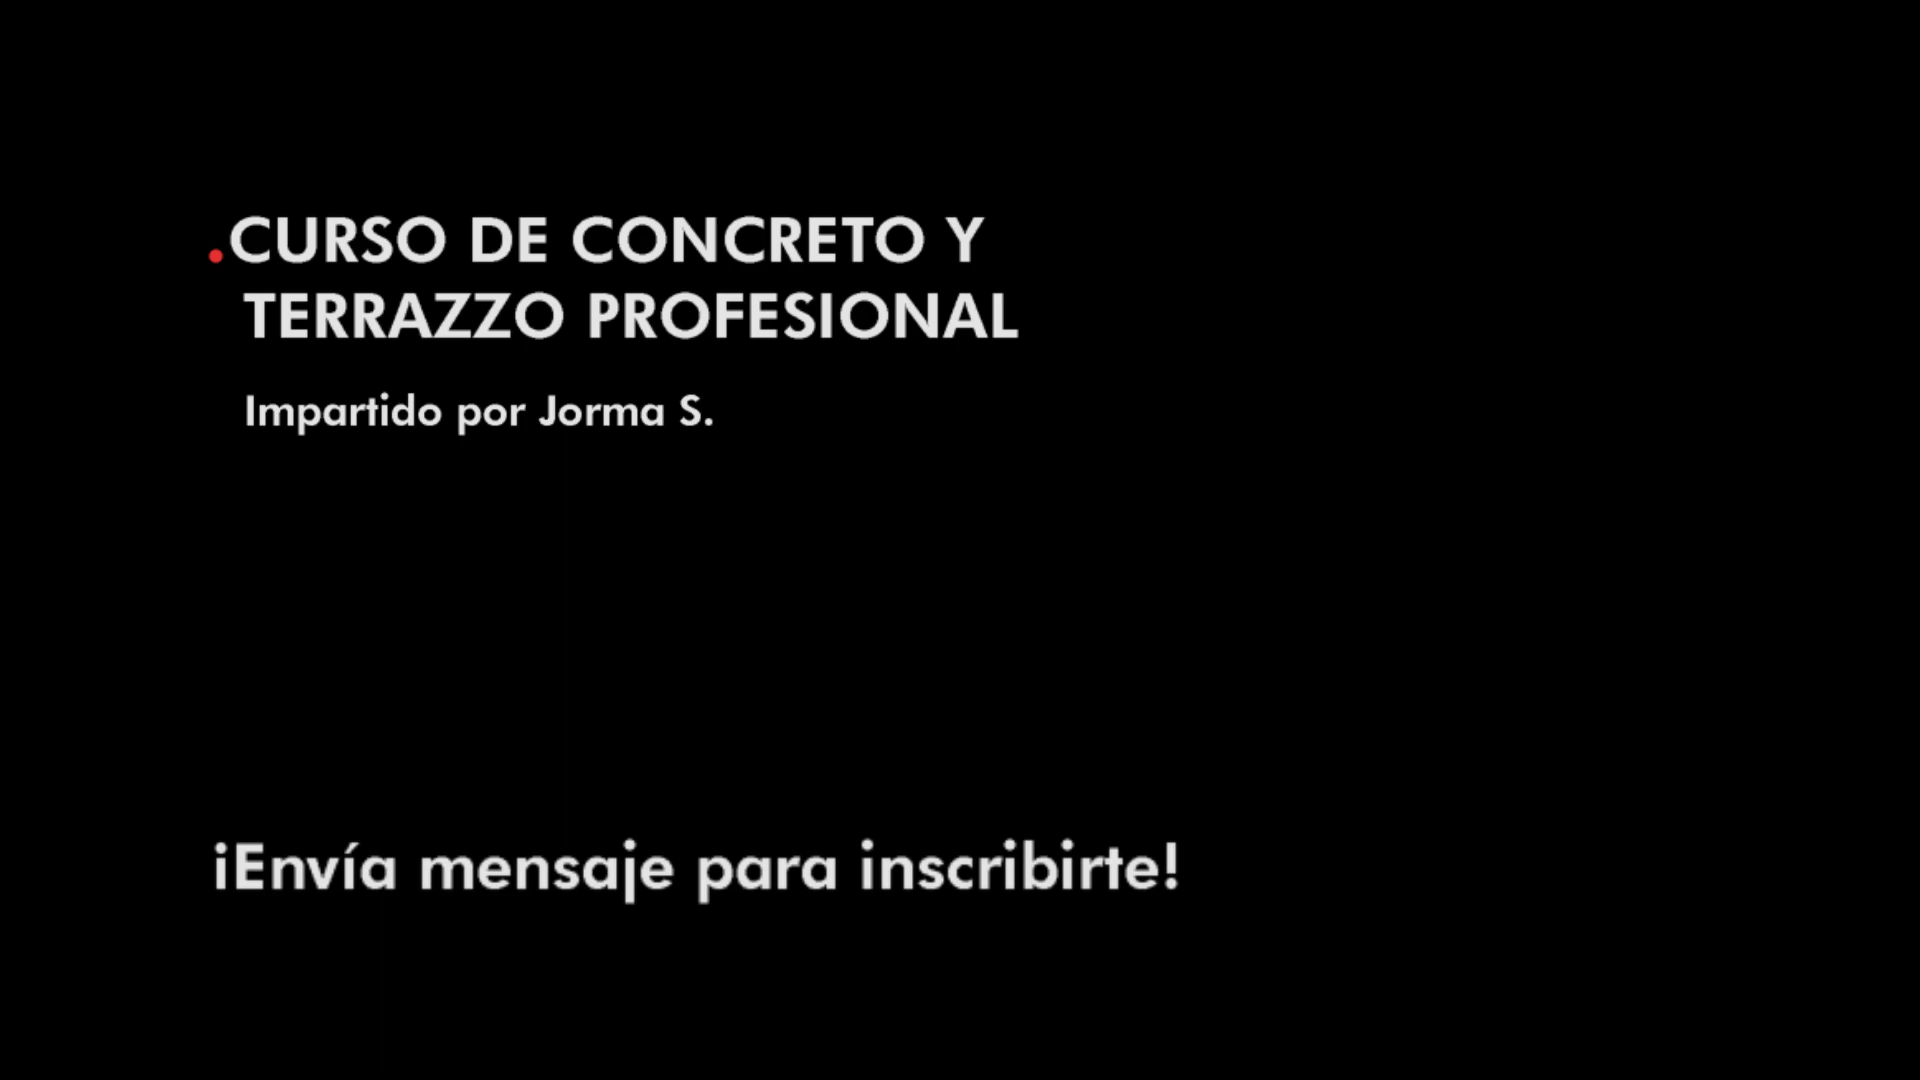 .CURSO DE CONCRETO Y
TERRAZZO PROFESIONAL
Impartido por Jorma S.
¡Envía mensaje para inscribirte!